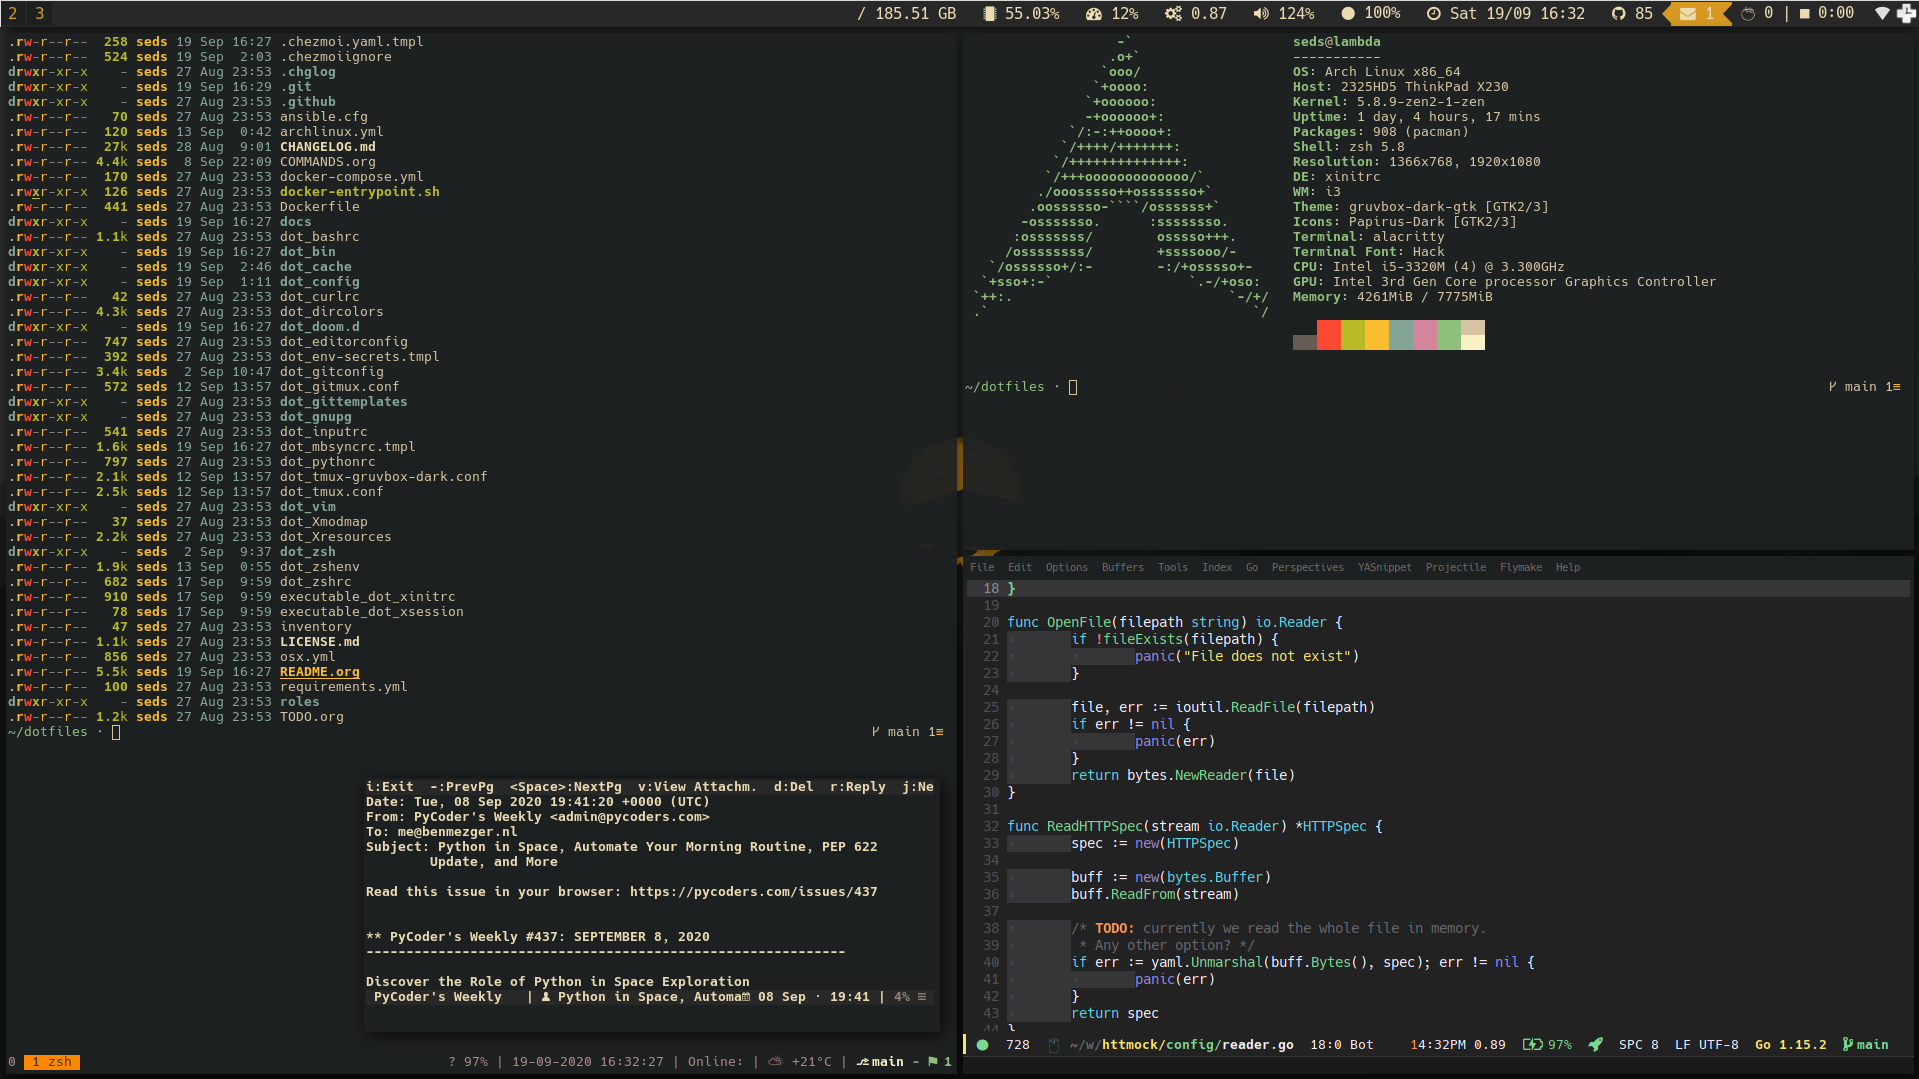 2 3 / 185.51 GB 55.03% 12% 0.87 124% 100% Sat 19/09 16:32 85 1 0 | 0:00
.rw-r--r-- 258 seds 19 Sep 16:27 .chezmoi.yaml.tmpl
.rw-r--r-- 524 seds 19 Sep 2:03 .chezmoiignore
drwxr-xr-x - seds 27 Aug 23:53 .chglog
drwxr-xr-x - seds 19 Sep 16:29 .git
drwxr-xr-x - seds 27 Aug 23:53 .github
.rw-r--r-- 70 seds 27 Aug 23:53 ansible.cfg
.rw-r--r-- 120 seds 13 Sep 0:42 archlinux.yml
.rw-r--r-- 27k seds 28 Aug 9:01 CHANGELOG.md
.rw-r--r-- 4.4k seds 8 Sep 22:09 COMMANDS.org
.rw-r--r-- 170 seds 27 Aug 23:53 docker-compose.yml
.rwxr-xr-x 126 seds 27 Aug 23:53 docker-entrypoint.sh
.rw-r--r-- 441 seds 27 Aug 23:53 Dockerfile
drwxr-xr-x - seds 19 Sep 16:27 docs
.rw-r--r-- 1.1k seds 27 Aug 23:53 dot_bashrc
drwxr-xr-x - seds 19 Sep 16:27 dot_bin
drwxr-xr-x - seds 19 Sep 2:46 dot_cache
drwxr-xr-x - seds 19 Sep 1:11 dot_config
.rw-r--r-- 42 seds 27 Aug 23:53 dot_curlrc
.rw-r--r-- 4.3k seds 27 Aug 23:53 dot_dircolors
drwxr-xr-x - seds 19 Sep 16:27 dot_doom.d
.rw-r--r-- 747 seds 27 Aug 23:53 dot_editorconfig
.rw-r--r-- 392 seds 27 Aug 23:53 dot_env-secrets.tmpl
.rw-r--r-- 3.4k seds 2 Sep 10:47 dot_gitconfig
.rw-r--r-- 572 seds 12 Sep 13:57 dot_gitmux.conf
drwxr-xr-x - seds 27 Aug 23:53 dot_gittemplates
drwxr-xr-x - seds 27 Aug 23:53 dot_gnupg
.rw-r--r-- 541 seds 27 Aug 23:53 dot_inputrc
.rw-r--r-- 1.6k seds 19 Sep 16:27 dot_mbsyncrc.tmpl
.rw-r--r-- 797 seds 27 Aug 23:53 dot_pythonrc
.rw-r--r-- 2.1k seds 12 Sep 13:57 dot_tmux-gruvbox-dark.conf
.rw-r--r-- 2.5k seds 12 Sep 13:57 dot_tmux.conf
drwxr-xr-x - seds 27 Aug 23:53 dot_vim
.rw-r--r-- 37 seds 27 Aug 23:53 dot_Xmodmap
.rw-r--r-- 2.2k seds 27 Aug 23:53 dot_Xresources
drwxr-xr-x - seds 2 Sep 9:37 dot_zsh
.rw-r--r-- 1.9k seds 13 Sep 0:55 dot_zshenv
.rw-r--r-- 682 seds 17 Sep 9:59 dot_zshrc
.rw-r--r-- 910 seds 17 Sep 9:59 executable_dot_xinitrc
.rw-r--r-- 78 seds 17 Sep 9:59 executable_dot_xsession
.rw-r--r-- 47 seds 27 Aug 23:53 inventory
.rw-r--r-- 1.1k seds 27 Aug 23:53 LICENSE.md
.rw-r--r-- 856 seds 27 Aug 23:53 osx.yml
.rw-r--r-- 5.5k seds 19 Sep 16:27 README.org
.rw-r--r-- 100 seds 27 Aug 23:53 requirements.yml
drwxr-xr-x - seds 27 Aug 23:53 roles
.rw-r--r-- 1.2k seds 27 Aug 23:53 TODO.org
~/dotfiles · main 1≡
i:Exit -:PrevPg <Space>:NextPg v:View Attachm. d:Del r:Reply j:Ne
Date: Tue, 08 Sep 2020 19:41:20 +0000 (UTC)
From: PyCoder's Weekly <admin@pycoders.com>
To: me@benmezger.nl
Subject: Python in Space, Automate Your Morning Routine, PEP 622
Update, and More
Read this issue in your browser: https://pycoders.com/issues/437
** PyCoder's Weekly #437: SEPTEMBER 8, 2020
------------------------------------------------------------
Discover the Role of Python in Space Exploration
PyCoder's Weekly | Python in Space, Automa 08 Sep · 19:41 | 4% ≡
0 1 zsh ? 97% | 19-09-2020 16:32:27 | Online: | +21°C | main - 1
-`
.o+`
`ooo/
`+oooo:
`+oooooo:
-+oooooo+:
`/:-:++oooo+:
`/++++/+++++++:
`/++++++++++++++:
`/+++ooooooooooooo/`
./ooosssso++osssssso+`
.oossssso-````/ossssss+`
-osssssso. :ssssssso.
:osssssss/ osssso+++.
/ossssssss/ +ssssooo/-
`/ossssso+/:- -:/+osssso+-
`+sso+:-` `.-/+oso:
`++:. `-/+/
.` `/
seds@lambda
-----------
OS: Arch Linux x86_64
Host: 2325HD5 ThinkPad X230
Kernel: 5.8.9-zen2-1-zen
Uptime: 1 day, 4 hours, 17 mins
Packages: 908 (pacman)
Shell: zsh 5.8
Resolution: 1366x768, 1920x1080
DE: xinitrc
WM: i3
Theme: gruvbox-dark-gtk [GTK2/3]
Icons: Papirus-Dark [GTK2/3]
Terminal: alacritty
Terminal Font: Hack
CPU: Intel i5-3320M (4) @ 3.300GHz
GPU: Intel 3rd Gen Core processor Graphics Controller
Memory: 4261MiB / 7775MiB
~/dotfiles · main 1≡
File Edit Options Buffers Tools Index Go Perspectives YASnippet Projectile Flymake Help
18 }
19
20 func OpenFile(filepath string) io.Reader {
21 if !fileExists(filepath) {
22 panic("File does not exist")
23 }
24
25 file, err := ioutil.ReadFile(filepath)
26 if err != nil {
27 panic(err)
28 }
29 return bytes.NewReader(file)
30 }
31
32 func ReadHTTPSpec(stream io.Reader) *HTTPSpec {
33 spec := new(HTTPSpec)
34
35 buff := new(bytes.Buffer)
36 buff.ReadFrom(stream)
37
38 /* TODO: currently we read the whole file in memory.
39 * Any other option? */
40 if err := yaml.Unmarshal(buff.Bytes(), spec); err != nil {
41 panic(err)
42 }
43 return spec
44 }
728 ~/w/httmock/config/reader.go 18:0 Bot 14:32PM 0.89 97% SPC 8 LF UTF-8 Go 1.15.2 main